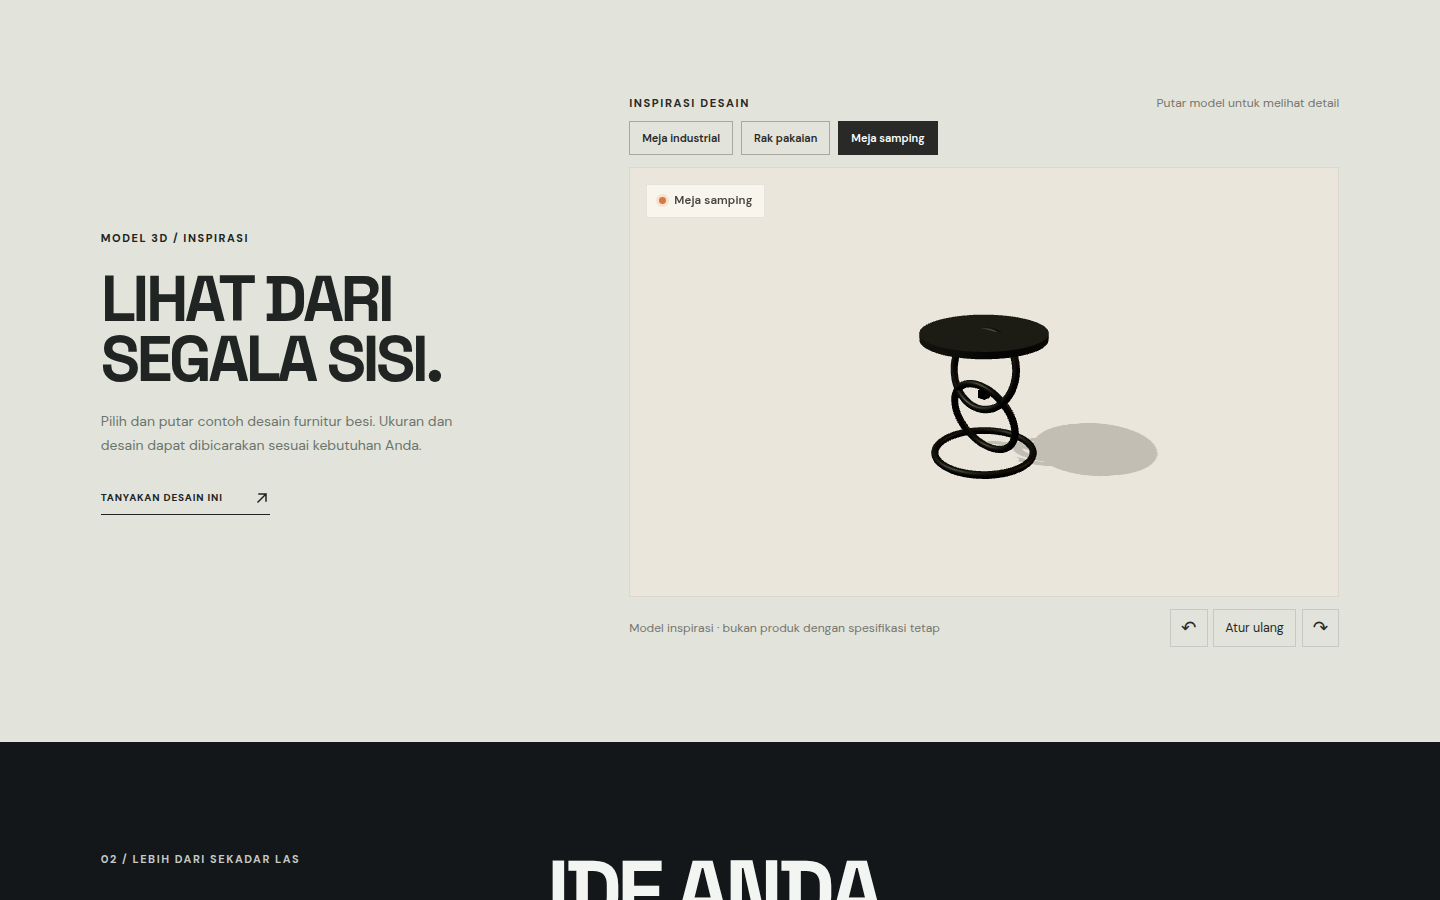 MODEL 3D / INSPIRASI
LIHAT DARI
SEGALA SISI.
Pilih dan putar contoh desain furnitur besi. Ukuran dan
desain dapat dibicarakan sesuai kebutuhan Anda.
TANYAKAN DESAIN INI
INSPIRASI DESAIN
Putar model untuk melihat detail
Meja industrial
Rak pakaian
Meja samping
Meja samping
Model inspirasi · bukan produk dengan spesifikasi tetap
Atur ulang
02 / LEBIH DARI SEKADAR LAS
IDE ANDA